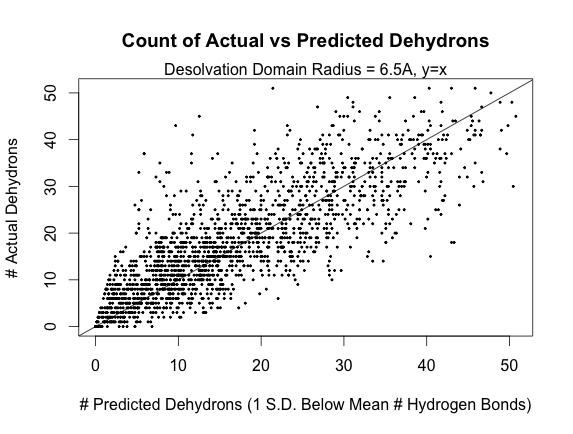 Count of Actual vs Predicted Dehydrons
Desolvation Domain Radius = 6.5A, y=x
# Actual Dehydrons
50
40
30
20
10
0
0 10 20 30 40 50
# Predicted Dehydrons (1 S.D. Below Mean # Hydrogen Bonds)